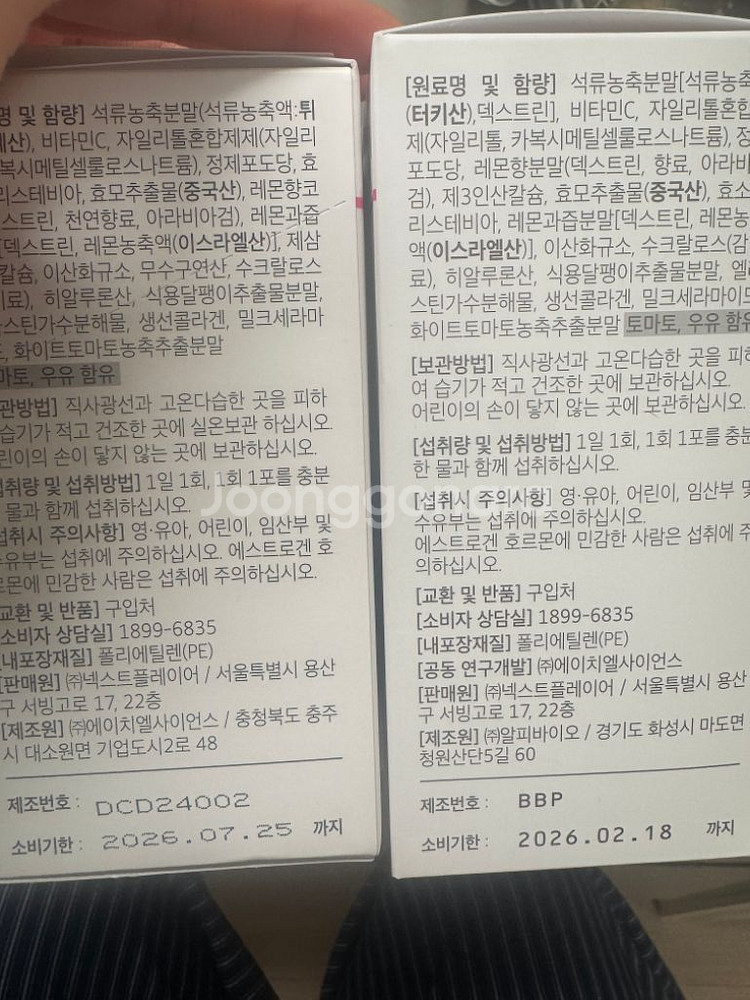 명 및 함량] 석류농축분말(석류농축액:튀
산), 비타민C, 자일리톨혼합제제(자일리
복시메틸셀룰로스나트륨), 정제포도당, 효
리스테비아, 효모추출물(중국산), 레몬향코
스트린, 천연향료, 아라비아검), 레몬과즙
덱스트린, 레몬농축액(이스라엘산)], 제삼
칼슘, 이산화규소, 무수구연산, 수크랄로스
료), 히알루론산, 식용달팽이추출물분말,
스틴가수분해물, 생선콜라겐, 밀크세라마
, 화이트토마토농축추출분말
마토, 우유 함유
관방법] 직사광선과 고온다습한 곳을 피하
습기가 적고 건조한 곳에 실온보관 하십시오.
린이의 손이 닿지 않는 곳에 보관하십시오.
취량 및 섭취방법] 1일 1회, 1회 1포를 충분
물과 함께 섭취하십시오.
섭취시 주의사항] 영·유아, 어린이, 임산부 및
수유부는 섭취에 주의하십시오. 에스트로겐 호
르몬에 민감한 사람은 섭취에 주의하십시오.
교환 및 반품] 구입처
소비자 상담실] 1899-6835
[내포장재질] 폴리에틸렌(PE)
[판매원] ㈜넥스트플레이어 / 서울특별시 용산
구 서빙고로 17, 22층
[제조원] ㈜에이치엘사이언스 / 충청북도 충주
시 대소원면 기업도시2로 48
제조번호 : DCD24002
소비기한 : 2026.07.25 까지
[원료명 및 함량] 석류농축분말[석류농축
(터키산),덱스트린], 비타민C, 자일리톨혼합
제(자일리톨, 카복시메틸셀룰로스나트륨), 정
포도당, 레몬향분말(덱스트린, 향료, 아라비
검), 제3인산칼슘, 효모추출물(중국산), 효소
리스테비아, 레몬과즙분말[덱스트린, 레몬농
액(이스라엘산)], 이산화규소, 수크랄로스(감
료), 히알루론산, 식용달팽이추출물분말, 엘
스틴가수분해물, 생선콜라겐, 밀크세라마이
화이트토마토농축추출분말 토마토, 우유 함유
[보관방법] 직사광선과 고온다습한 곳을 피하
여 습기가 적고 건조한 곳에 보관하십시오.
어린이의 손이 닿지 않는 곳에 보관하십시오.
[섭취량 및 섭취방법] 1일 1회, 1회 1포를 충분
한 물과 함께 섭취하십시오.
[섭취시 주의사항] 영·유아, 어린이, 임산부 및
수유부는 섭취에 주의하십시오.
에스트로겐 호르몬에 민감한 사람은 섭취에 주
의하십시오.
[교환 및 반품] 구입처
[소비자 상담실] 1899-6835
[내포장재질] 폴리에틸렌(PE)
[공동 연구개발] ㈜에이치엘사이언스
[판매원] ㈜넥스트플레이어 / 서울특별시 용산
구 서빙고로 17, 22층
[제조원] ㈜알피바이오 / 경기도 화성시 마도면
청원산단5길 60
제조번호 : BBP
소비기한 : 2026.02.18 까지